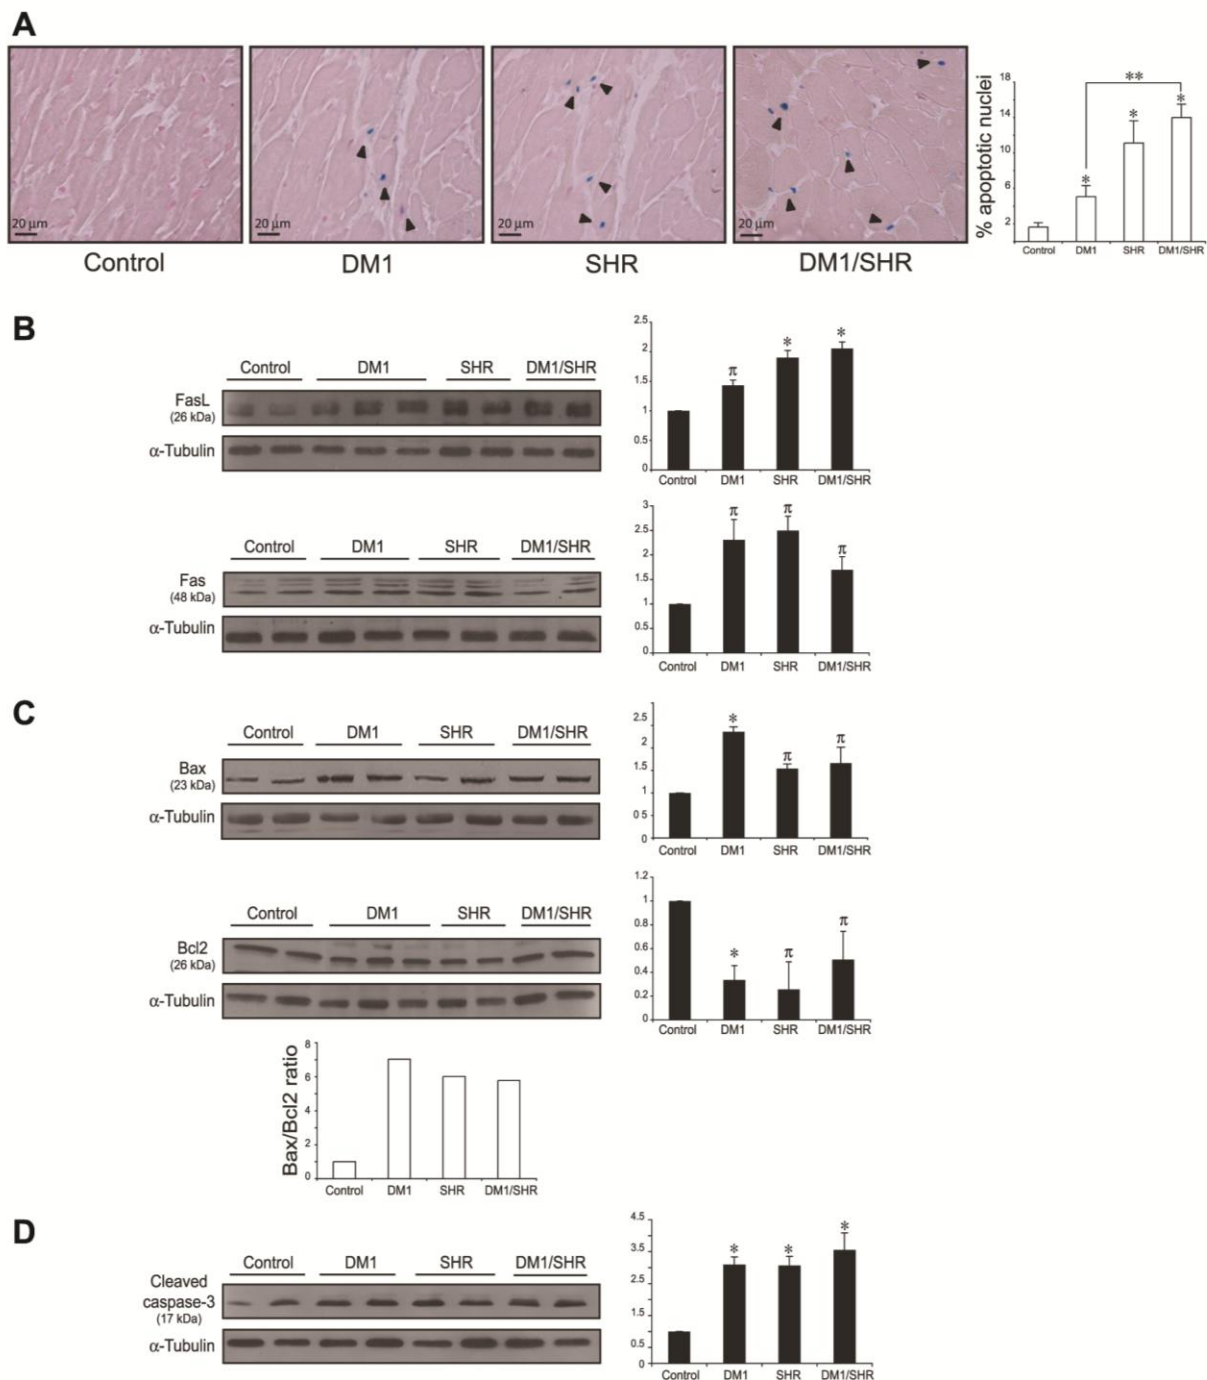 A
20 μm
20 μm
20 μm
20 μm
Control
DM1
SHR
DM1/SHR
% apoptotic nuclei
18
14
10
6
2
*
*
*
*
**
Control DM1 SHR DM1/SHR
B
Control DM1 SHR DM1/SHR
FasL
(26 kDa)
α-Tubulin
2.5
2
1.5
1
0.5
0
π * *
Control DM1 SHR DM1/SHR
Control DM1 SHR DM1/SHR
Fas
(48 kDa)
α-Tubulin
3
2.5
2
1.5
1
0.5
0
π π π
Control DM1 SHR DM1/SHR
C
Control DM1 SHR DM1/SHR
Bax
(23 kDa)
α-Tubulin
2.5
2
1.5
1
0.5
0
* π π
Control DM1 SHR DM1/SHR
Control DM1 SHR DM1/SHR
Bcl2
(26 kDa)
α-Tubulin
1.2
1
0.8
0.6
0.4
0.2
0
* π π
Control DM1 SHR DM1/SHR
Bax/Bcl2 ratio
8
6
4
2
0
Control DM1 SHR DM1/SHR
D
Control DM1 SHR DM1/SHR
Cleaved
caspase-3
(17 kDa)
α-Tubulin
4.5
3.5
2.5
1.5
0.5
0
* * *
Control DM1 SHR DM1/SHR